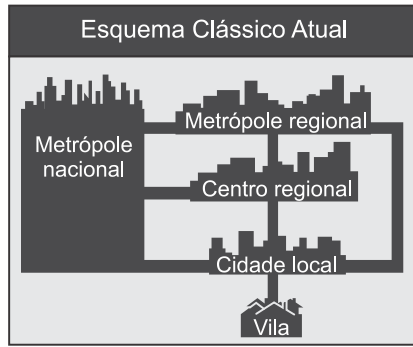 Esquema Clássico Atual
Metrópole regional
Metrópole
nacional
Centro regional
Cidade local
Vila